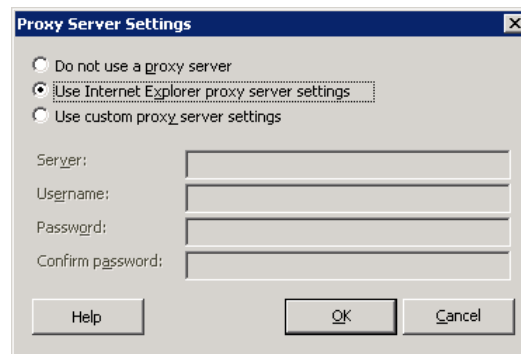 Proxy Server Settings
Do not use a proxy server
Use Internet Explorer proxy server settings
Use custom proxy server settings
Server:
Username:
Password:
Confirm password:
Help OK Cancel